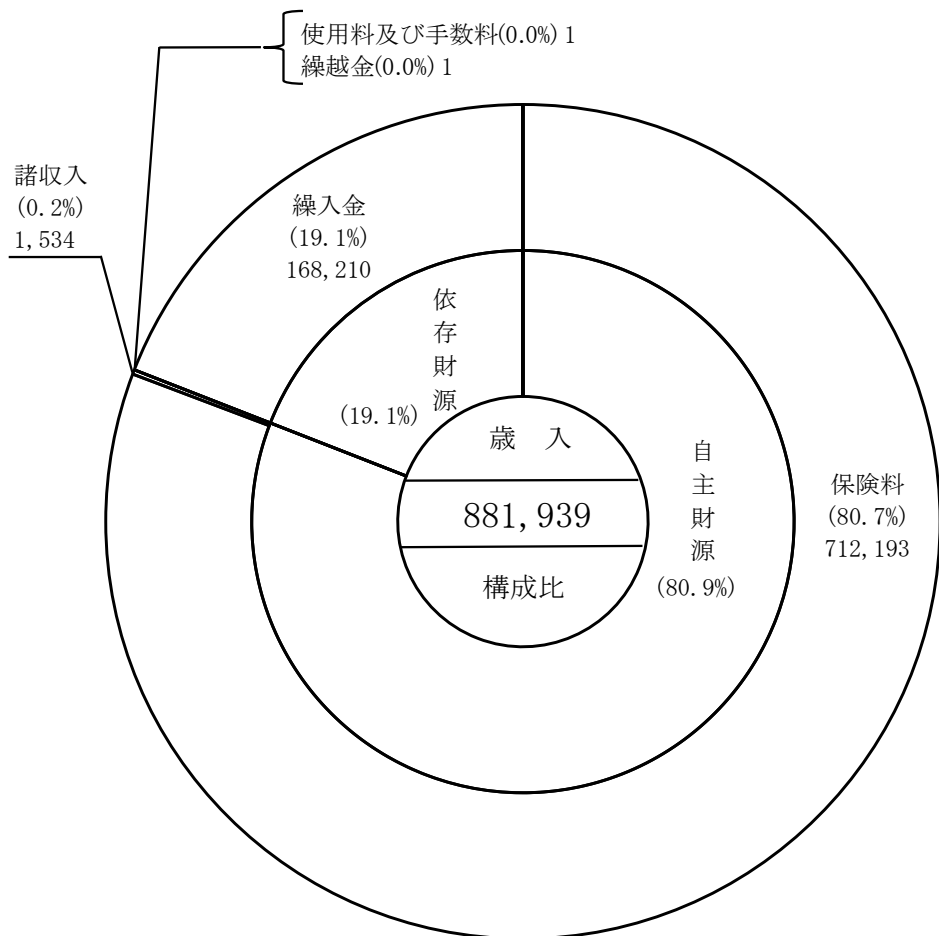 使用料及び手数料(0.0%) 1
繰越金(0.0%) 1
諸収入
(0.2%)
1,534
繰入金
(19.1%)
168,210
依存財源
(19.1%)
歳 入
881,939
構成比
自主財源
(80.9%)
保険料
(80.7%)
712,193